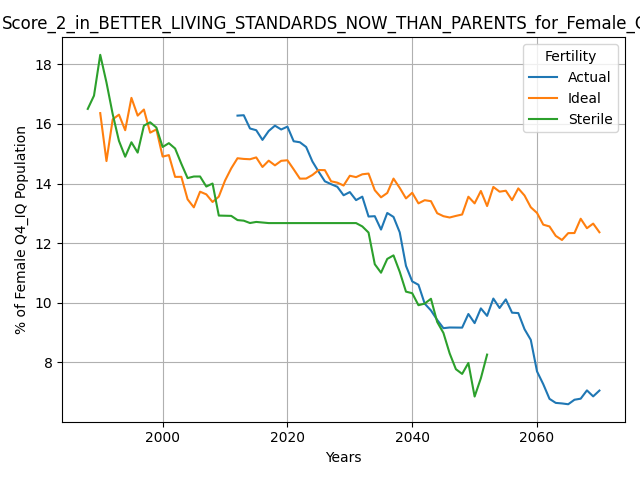 Score_2_in_BETTER_LIVING_STANDARDS_NOW_THAN_PARENTS_for_Female_
Fertility
Actual
Ideal
Sterile
% of Female Q4_IQ Population
18
16
14
12
10
8
2000
2020
2040
2060
Years